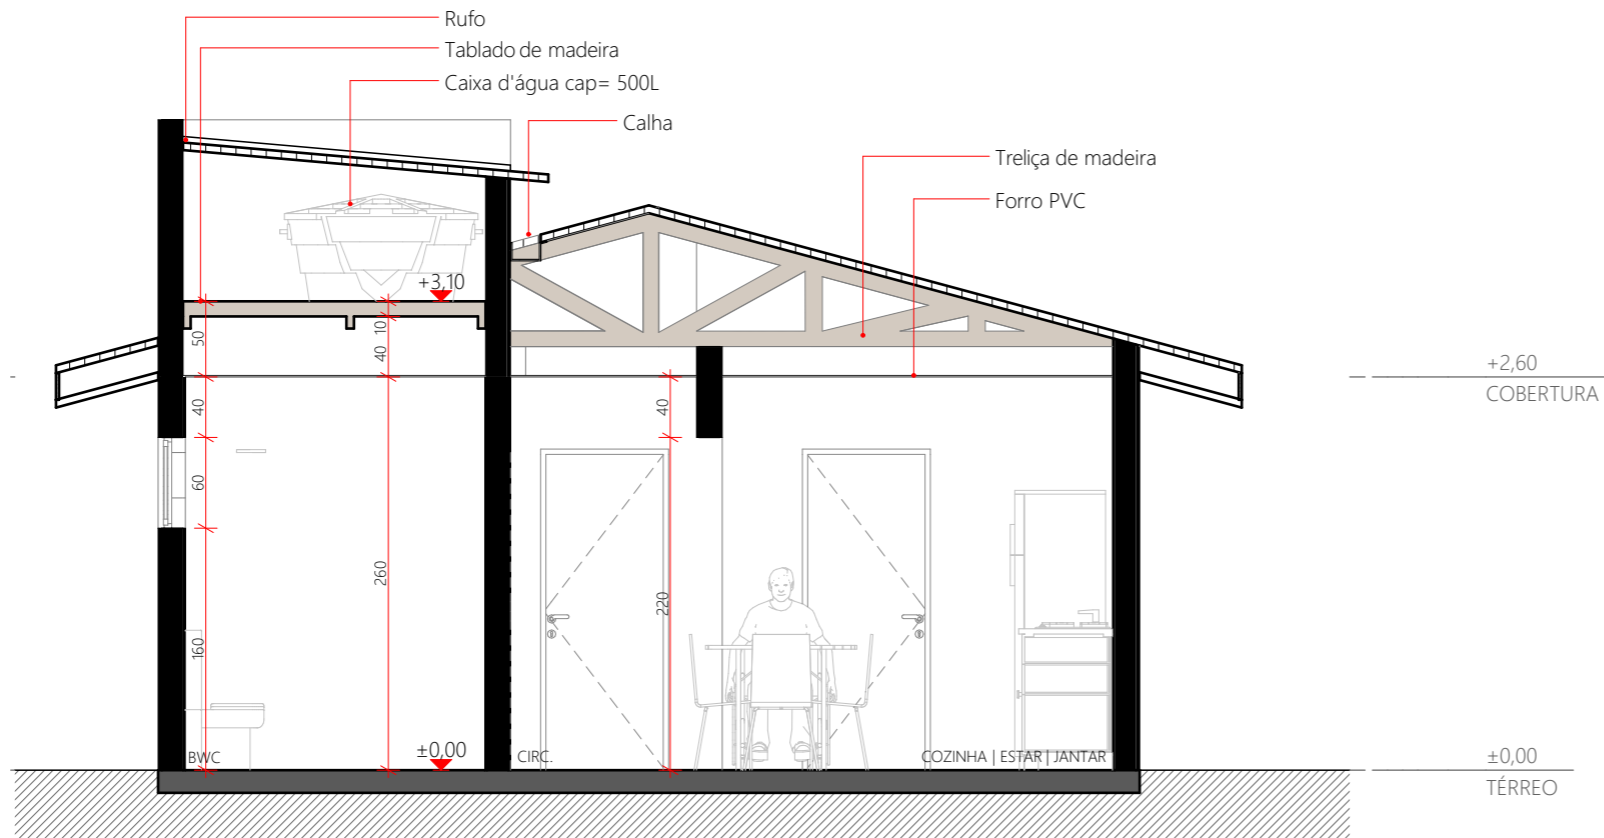 Rufo
Tablado de madeira
Caixa d'água cap= 500L
Calha
Treliça de madeira
Forro PVC
+3,10
50
10
40
+2,60
COBERTURA
40
40
60
260
220
160
BWC
±0,00
CIRC.
COZINHA | ESTAR | JANTAR
±0,00
TÉRREO